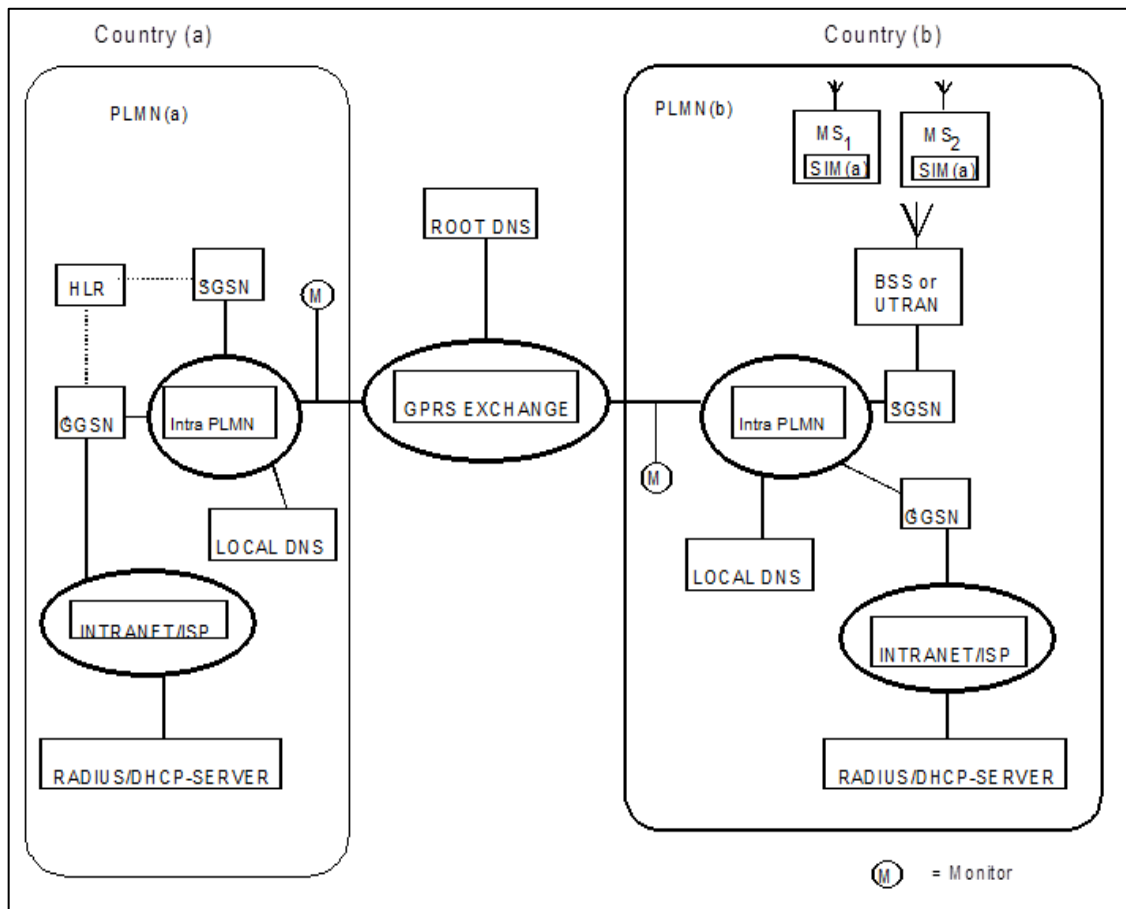 Country (a)
Country (b)
PLMN(a)
PLMN(b)
MS1
SIM(a)
MS2
SIM(a)
ROOT DNS
HLR
SGSN
M
BSS or
UTRAN
GGSN
Intra PLMN
GPRS EXCHANGE
Intra PLMN
SGSN
M
GGSN
LOCAL DNS
LOCAL DNS
INTRANET/ISP
INTRANET/ISP
RADIUS/DHCP-SERVER
RADIUS/DHCP-SERVER
M = Monitor